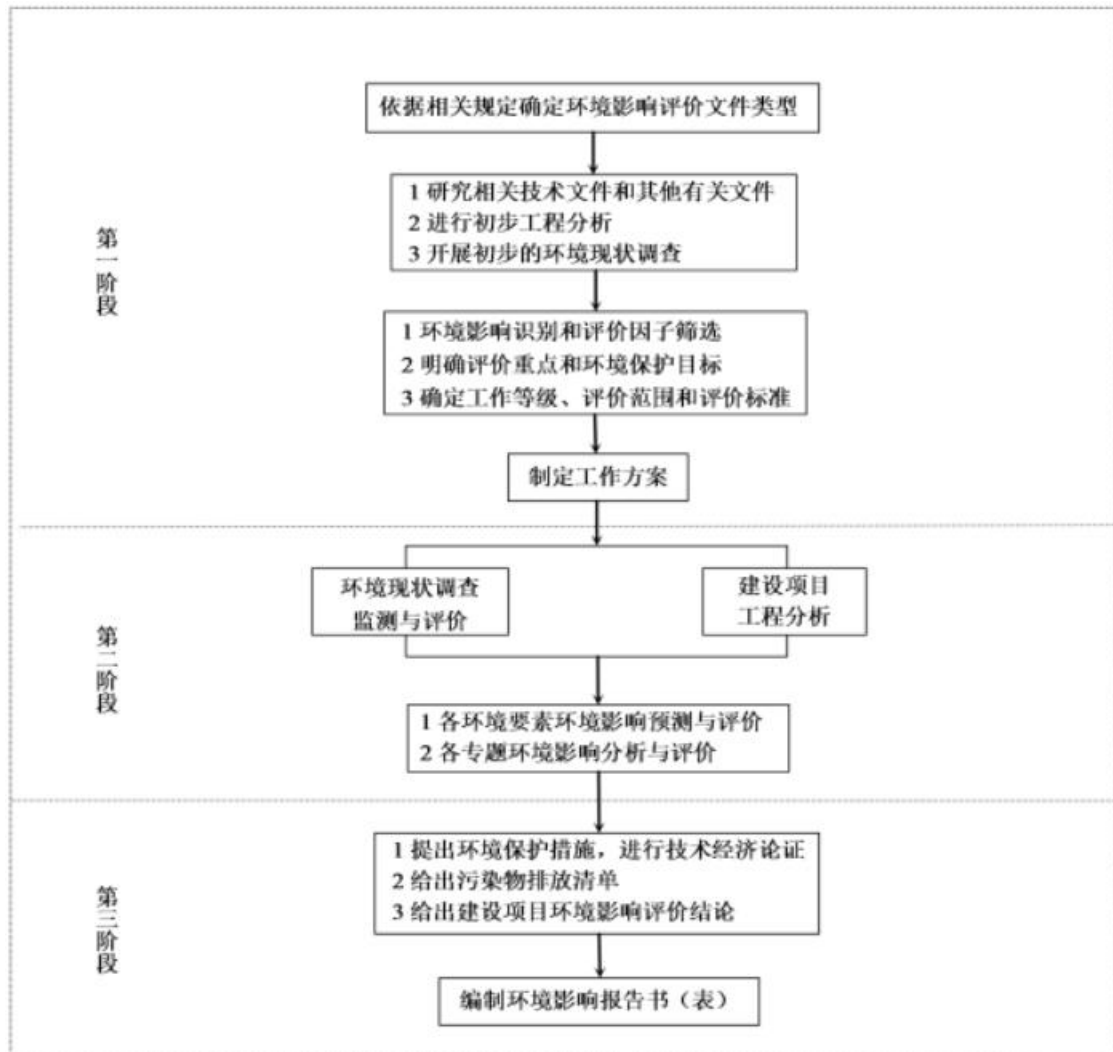 依据相关规定确定环境影响评价文件类型
1 研究相关技术文件和其他有关文件
2 进行初步工程分析
3 开展初步的环境现状调查
第一阶段
1 环境影响识别和评价因子筛选
2 明确评价重点和环境保护目标
3 确定工作等级、评价范围和评价标准
制定工作方案
环境现状调查
监测与评价
建设项目
工程分析
第二阶段
1 各环境要素环境影响预测与评价
2 各专题环境影响分析与评价
1 提出环境保护措施，进行技术经济论证
2 给出污染物排放清单
3 给出建设项目环境影响评价结论
第三阶段
编制环境影响报告书（表）